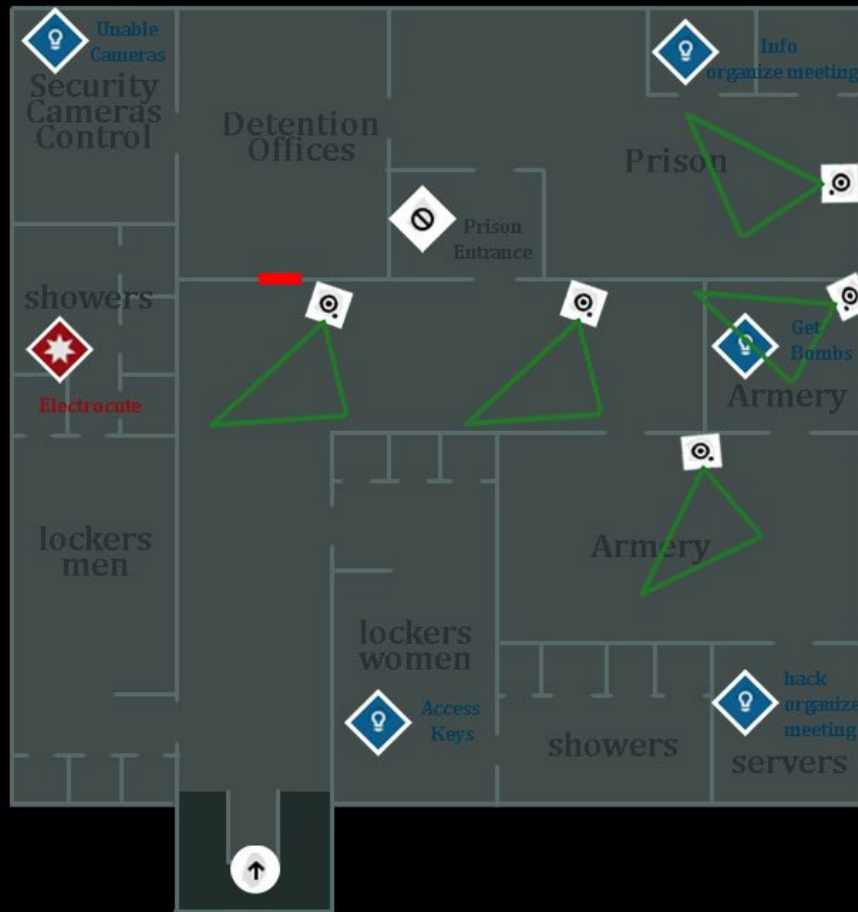 Unable
Cameras
Security
Cameras
Control
Detention
Offices
Info
organize meeting
Prison
Prison
Entrance
showers
Electrocute
Get
Bombs
Armery
lockers
men
Armery
lockers
women
Access
Keys
showers
hack
organize
meeting
servers